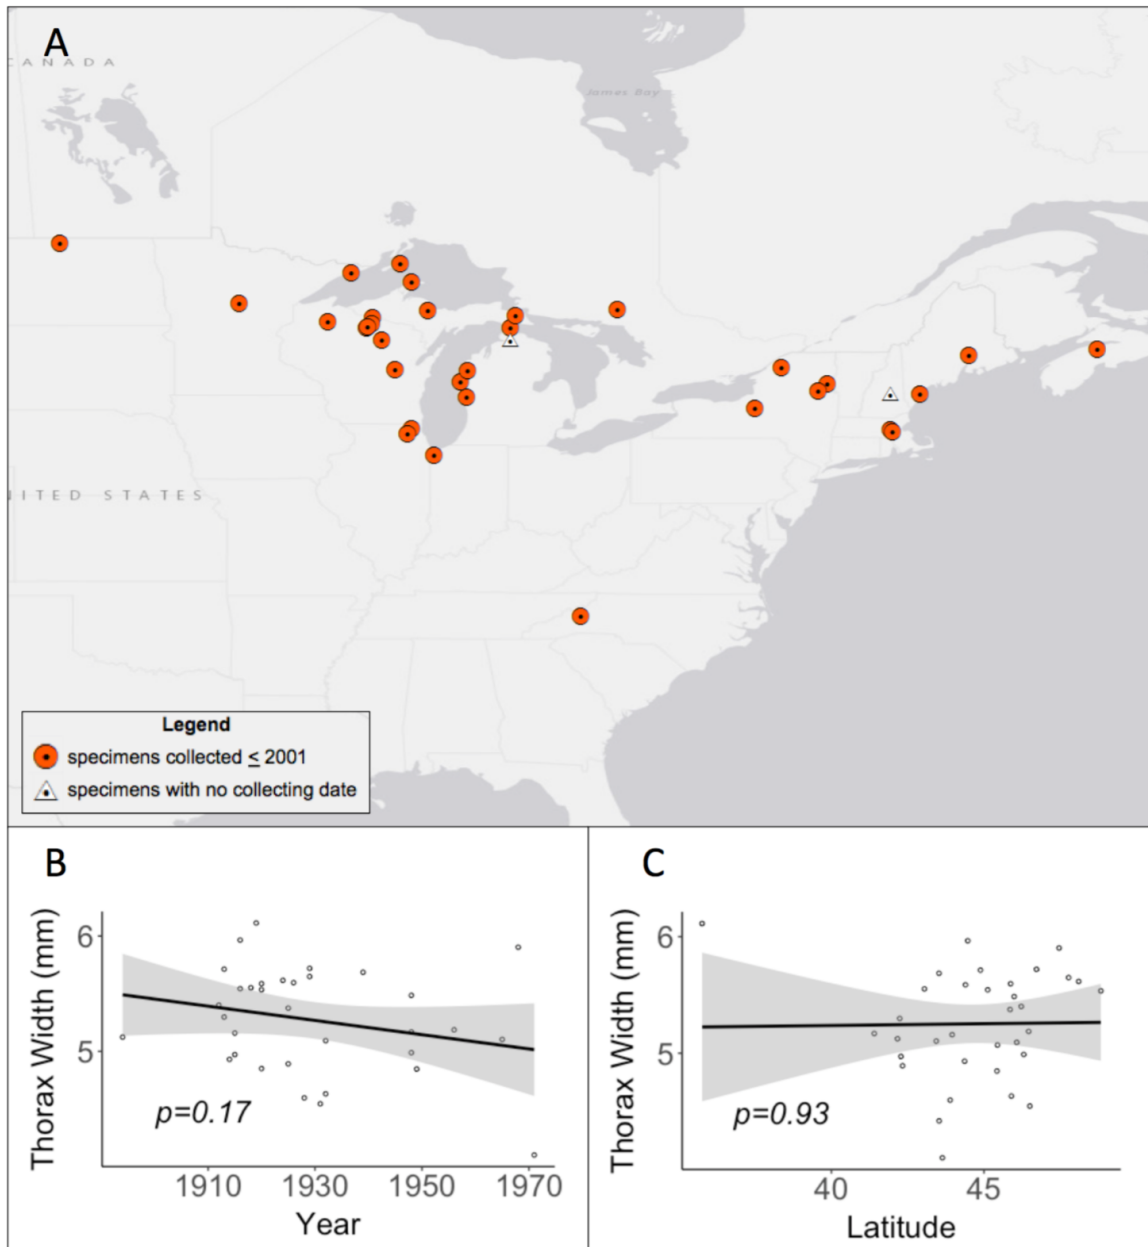 A
CANADA
James Bay
NITED STATES
Legend
specimens collected ≤ 2001
specimens with no collecting date
B
Thorax Width (mm)
6
5
p=0.17
1910 1930 1950 1970
Year
C
Thorax Width (mm)
6
5
p=0.93
40 45
Latitude